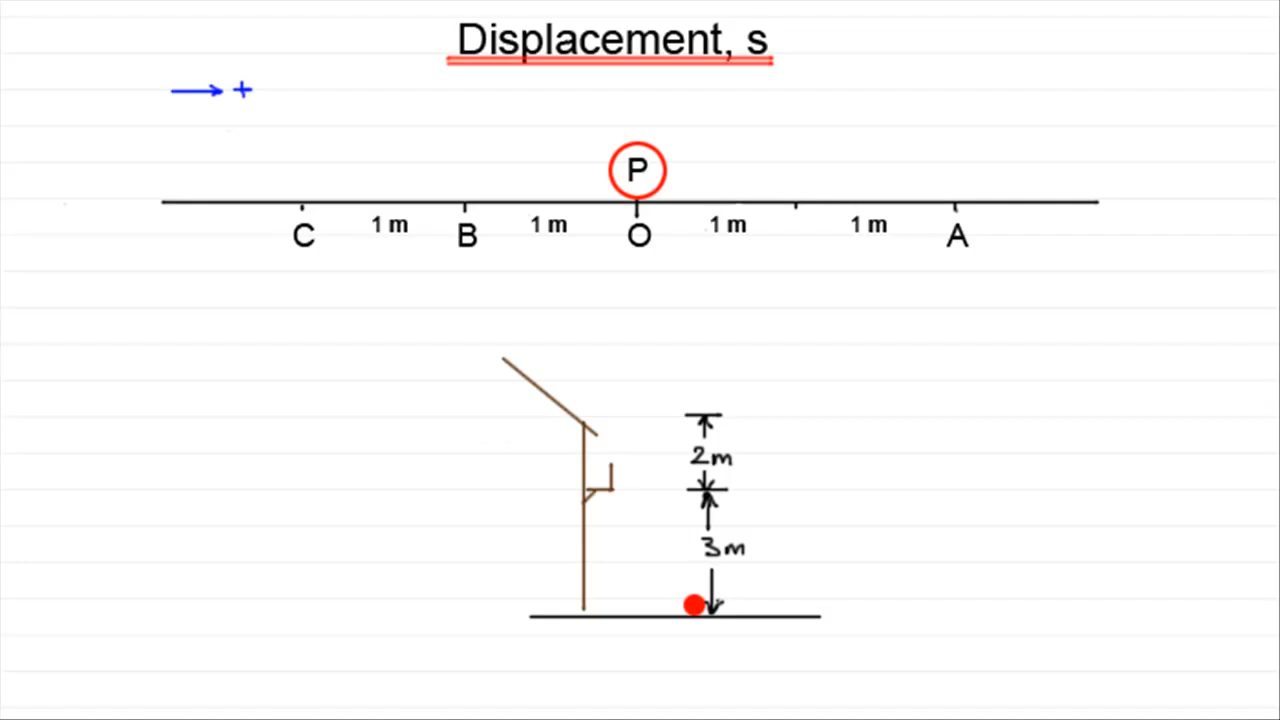 Displacement, s
→ +
P
1 m 1 m 1 m 1 m
C B O A
2m
3m